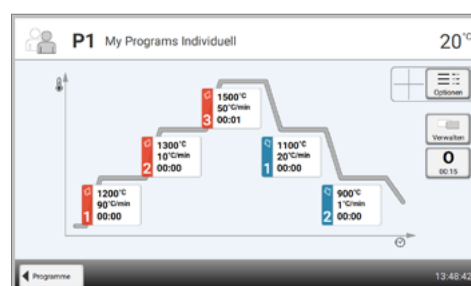 P1 My Programs Individuell 20°C
Optionen
Verwalten
0
00:15
3 1500°C
50°C/min
00:01
2 1300°C
10°C/min
00:00
1 1100°C
20°C/min
00:00
1 1200°C
90°C/min
00:00
2 900°C
1°C/min
00:00
Programme 13:48:42